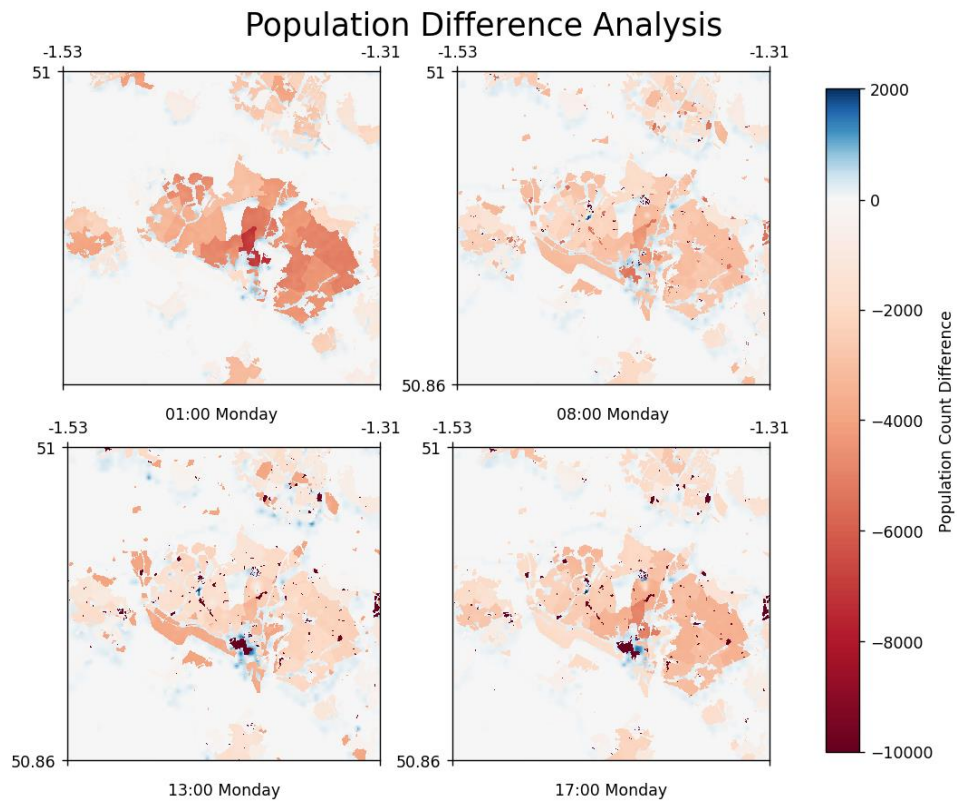 Population Difference Analysis
-1.53 -1.31 -1.53 -1.31
51 51
50.86
01:00 Monday 08:00 Monday
-1.53 -1.31 -1.53 -1.31
51 51
50.86 50.86
13:00 Monday 17:00 Monday
2000
0
−2000
−4000
−6000
−8000
−10000
Population Count Difference